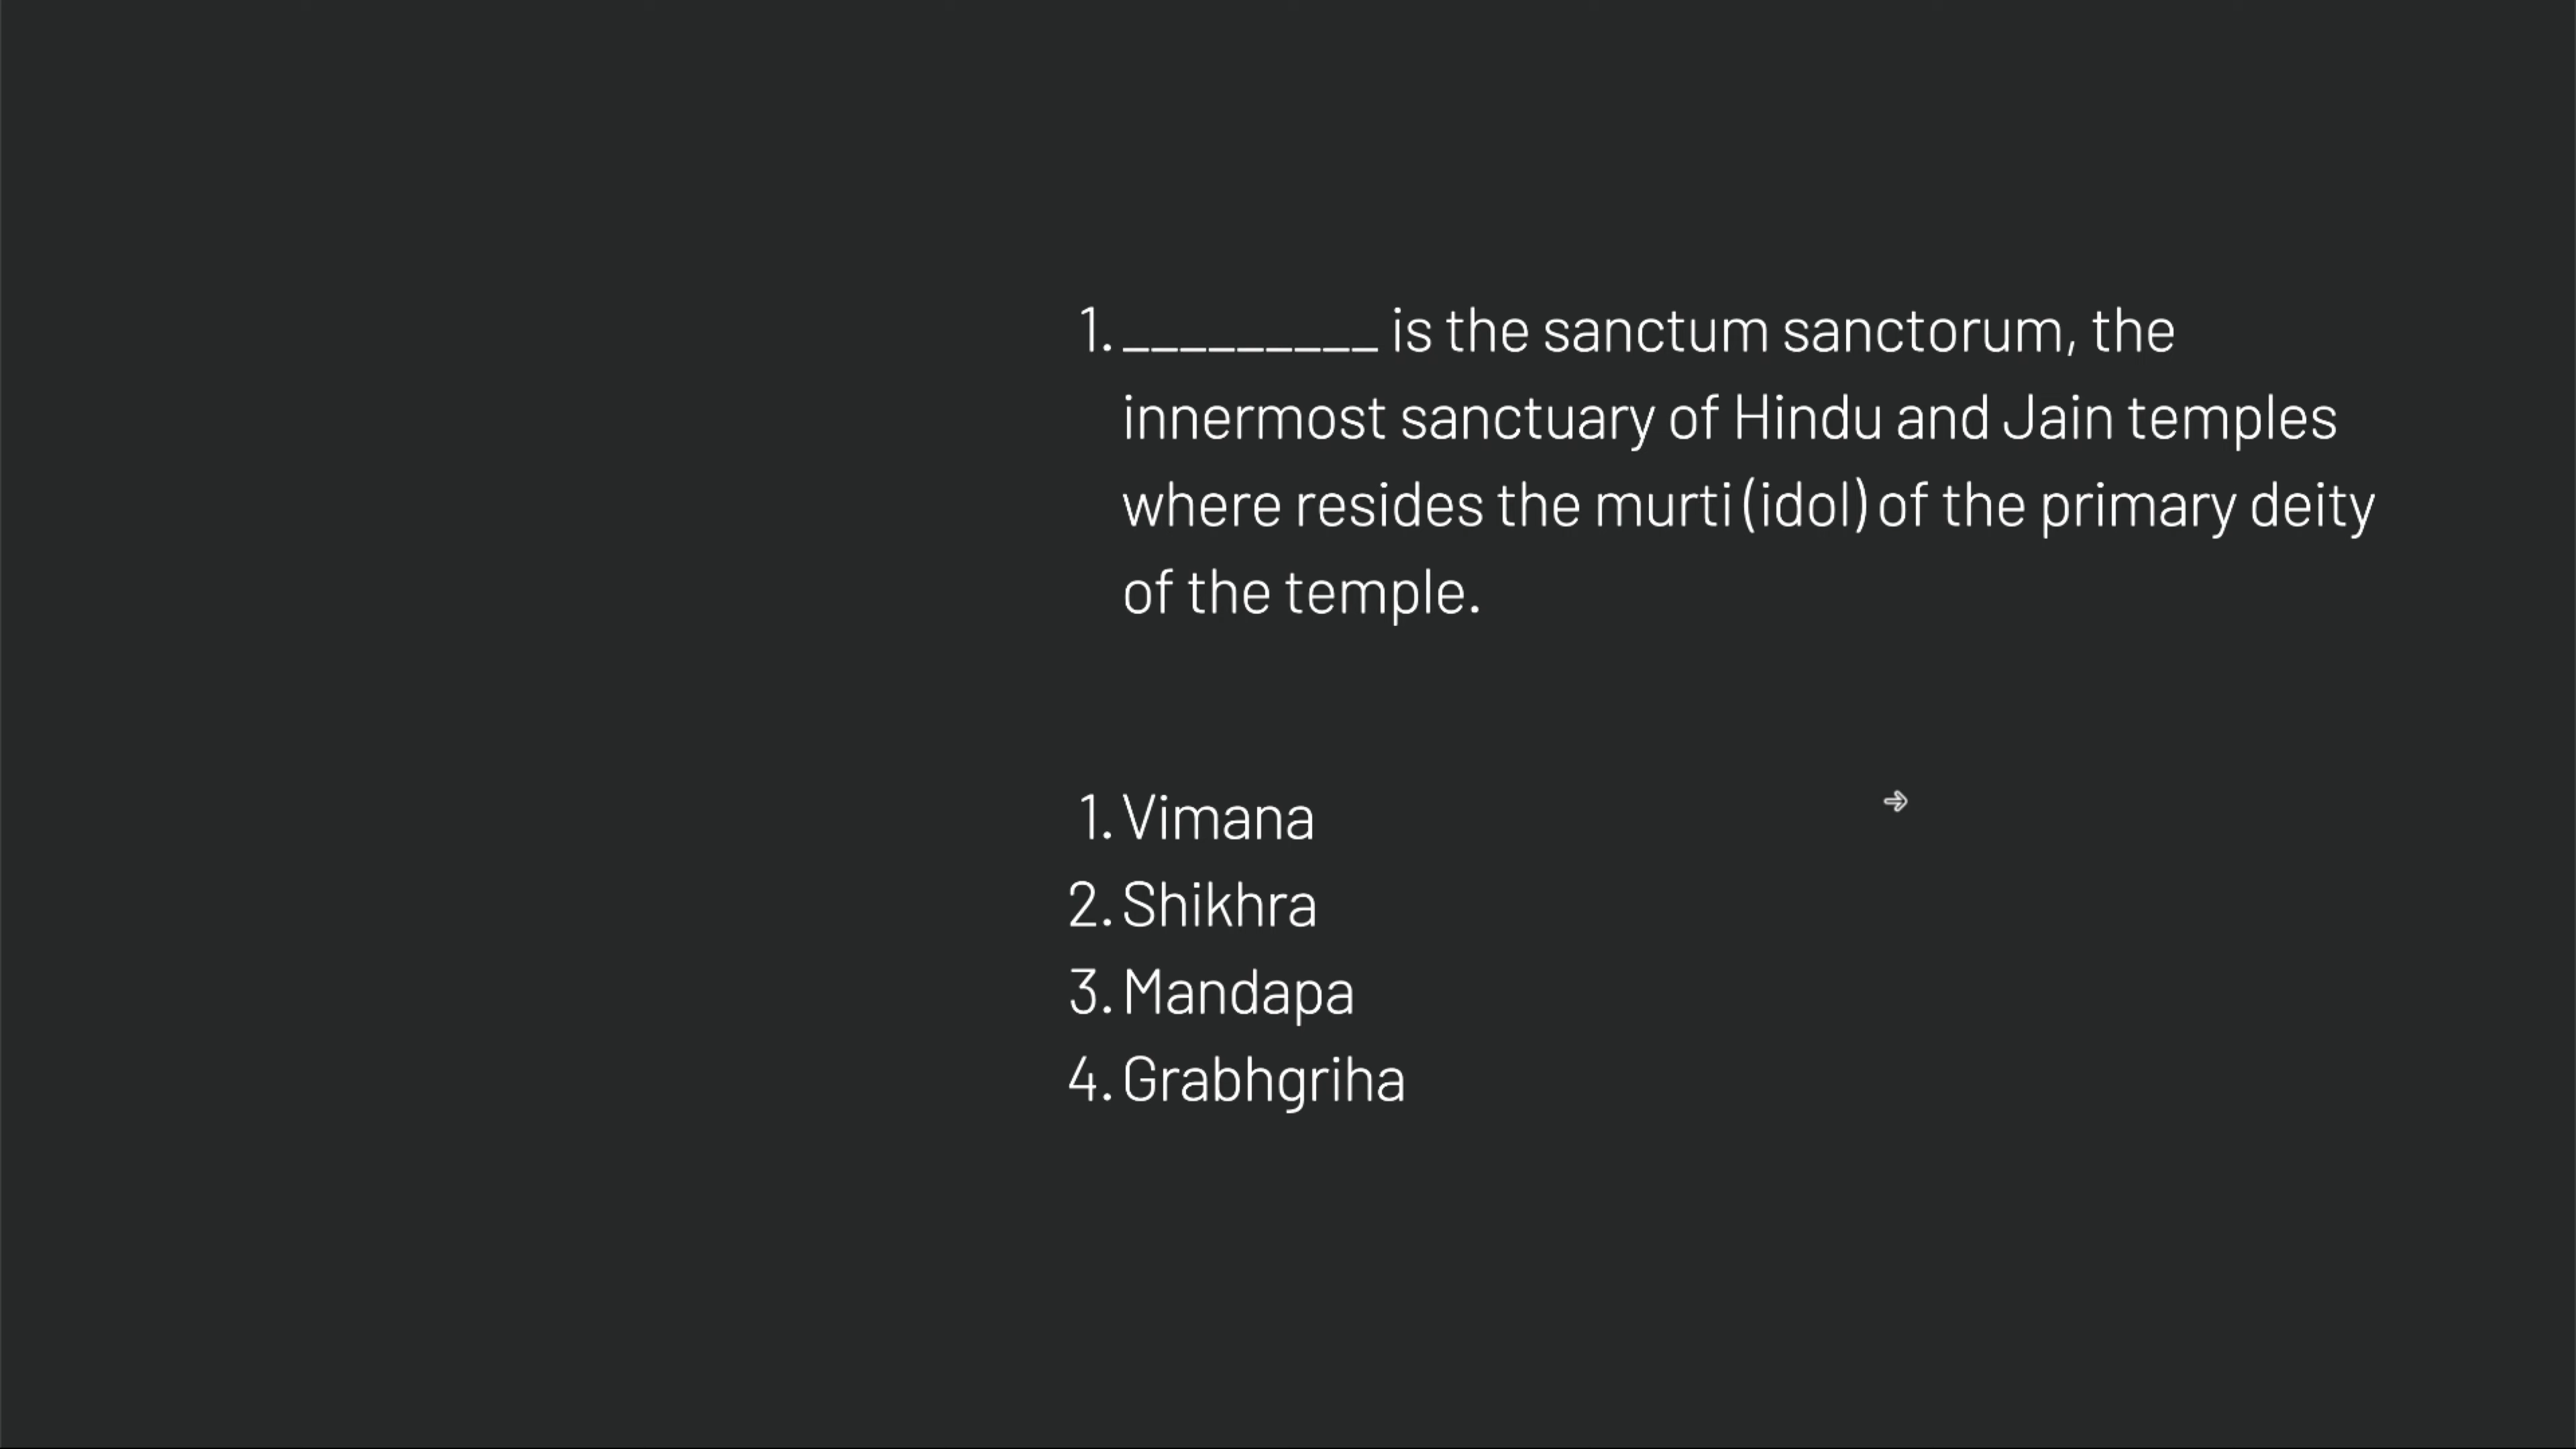 1. _________ is the sanctum sanctorum, the
innermost sanctuary of Hindu and Jain temples
where resides the murti (idol) of the primary deity
of the temple.
1. Vimana
2. Shikhra
3. Mandapa
4. Grabhgriha